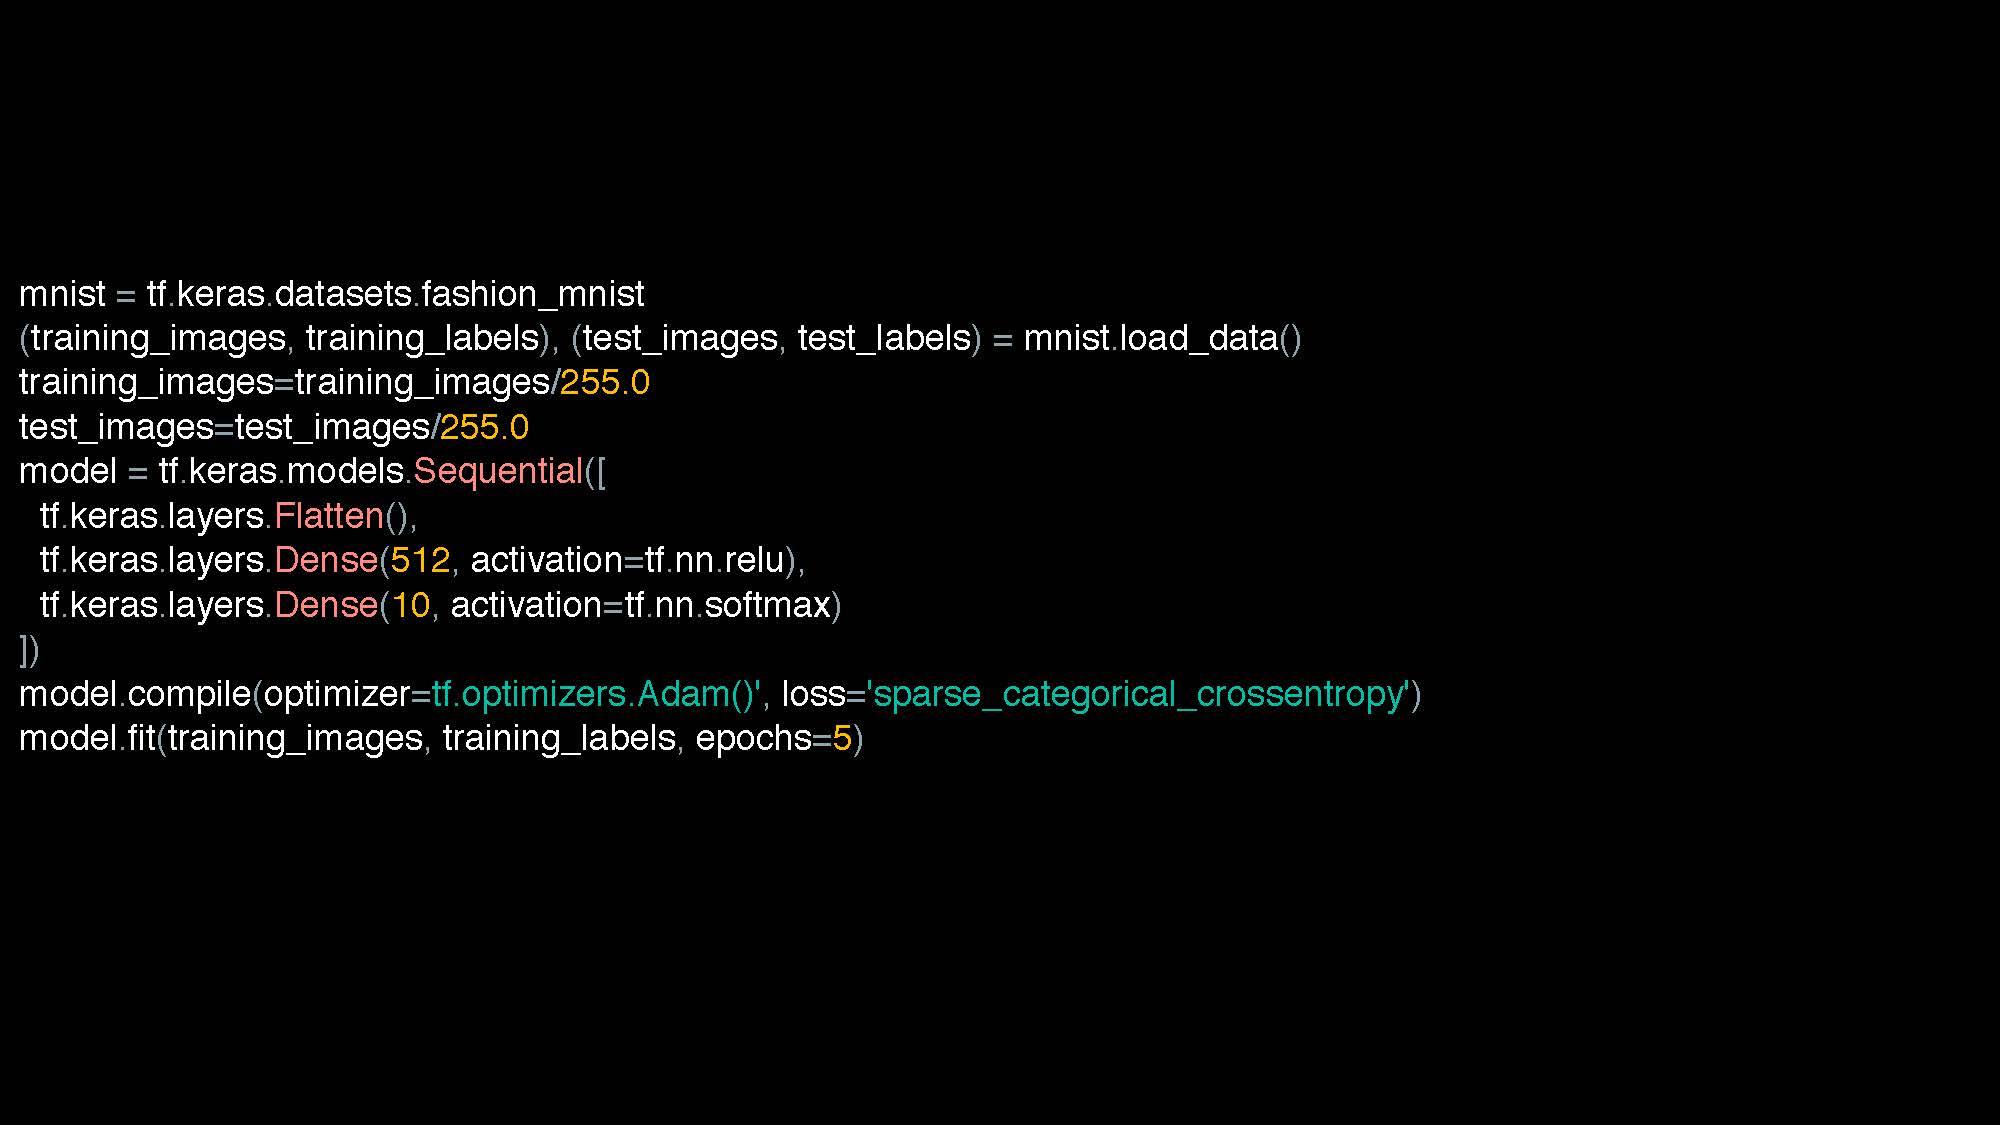 mnist = tf.keras.datasets.fashion_mnist
(training_images, training_labels), (test_images, test_labels) = mnist.load_data()
training_images=training_images/255.0
test_images=test_images/255.0
model = tf.keras.models.Sequential([
  tf.keras.layers.Flatten(),
  tf.keras.layers.Dense(512, activation=tf.nn.relu),
  tf.keras.layers.Dense(10, activation=tf.nn.softmax)
])
model.compile(optimizer=tf.optimizers.Adam()', loss='sparse_categorical_crossentropy')
model.fit(training_images, training_labels, epochs=5)